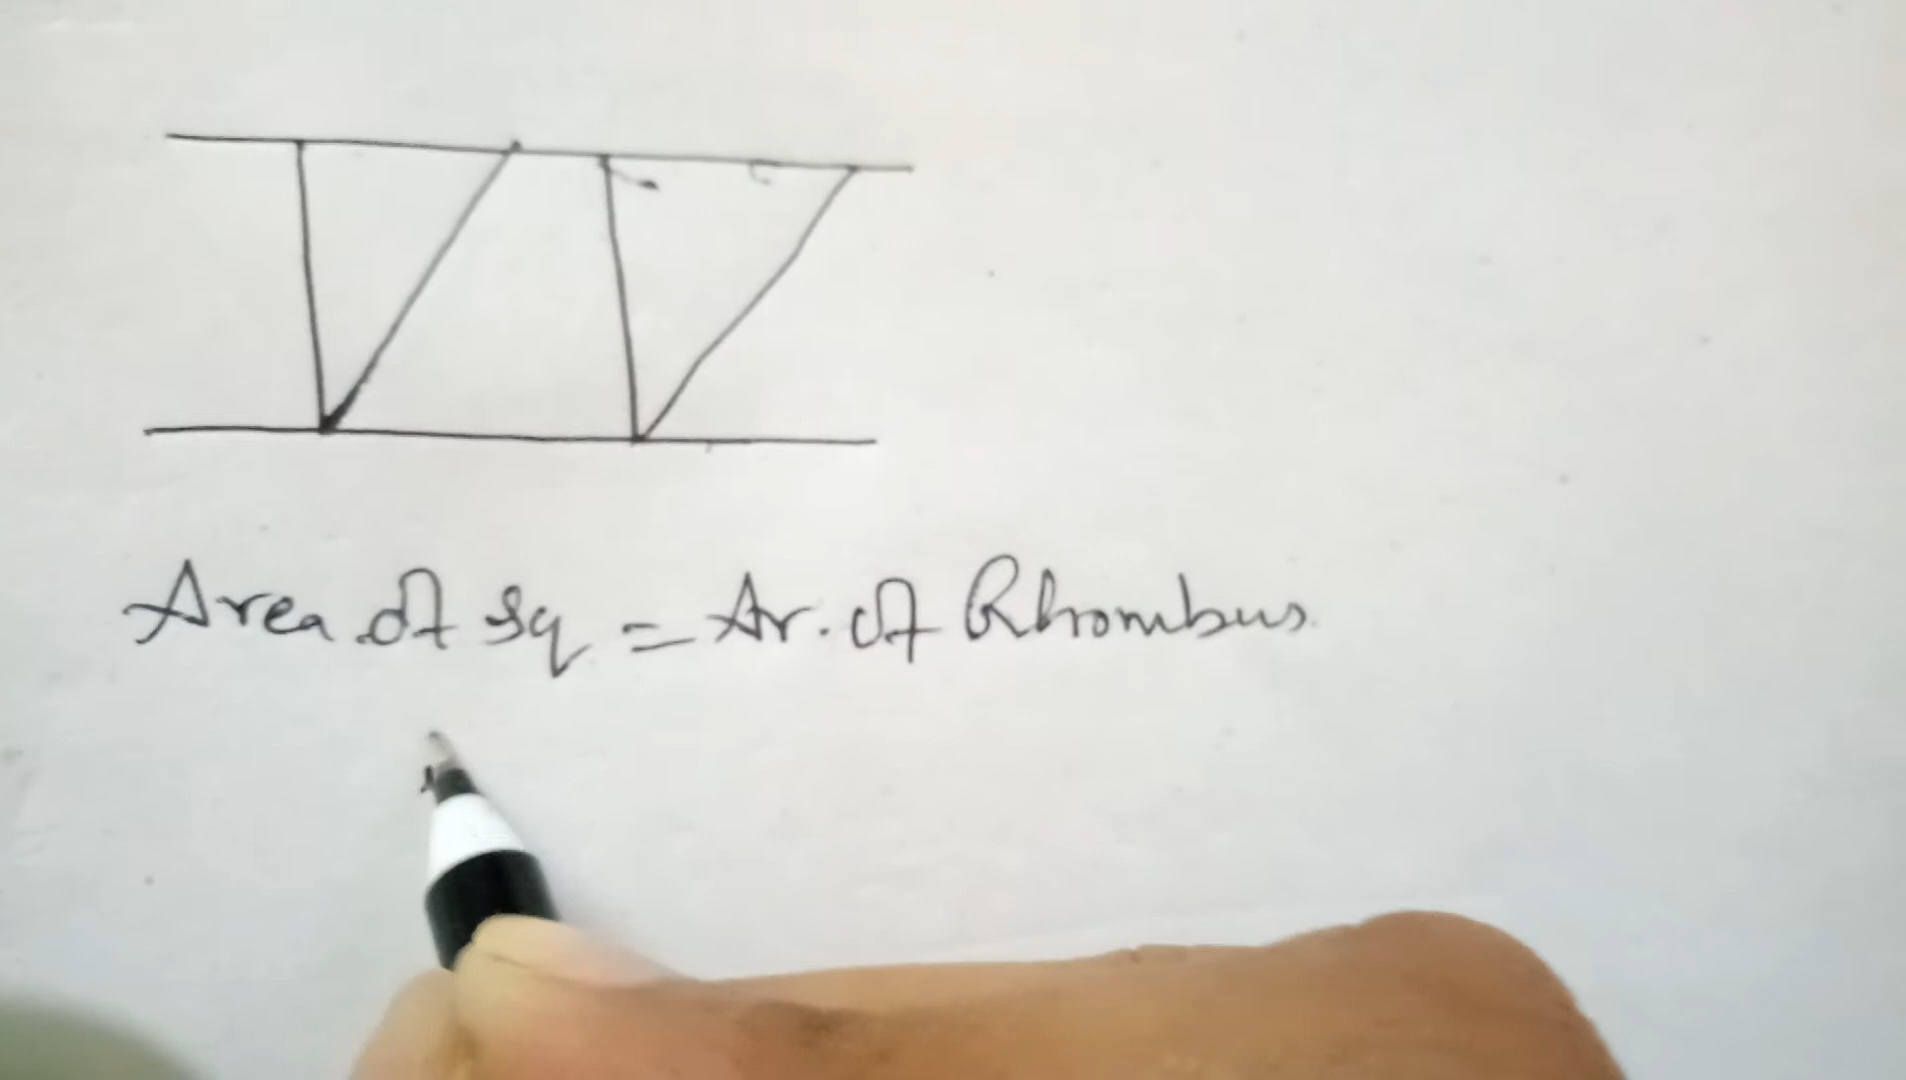 Area of sq = Ar. of Rhombus.